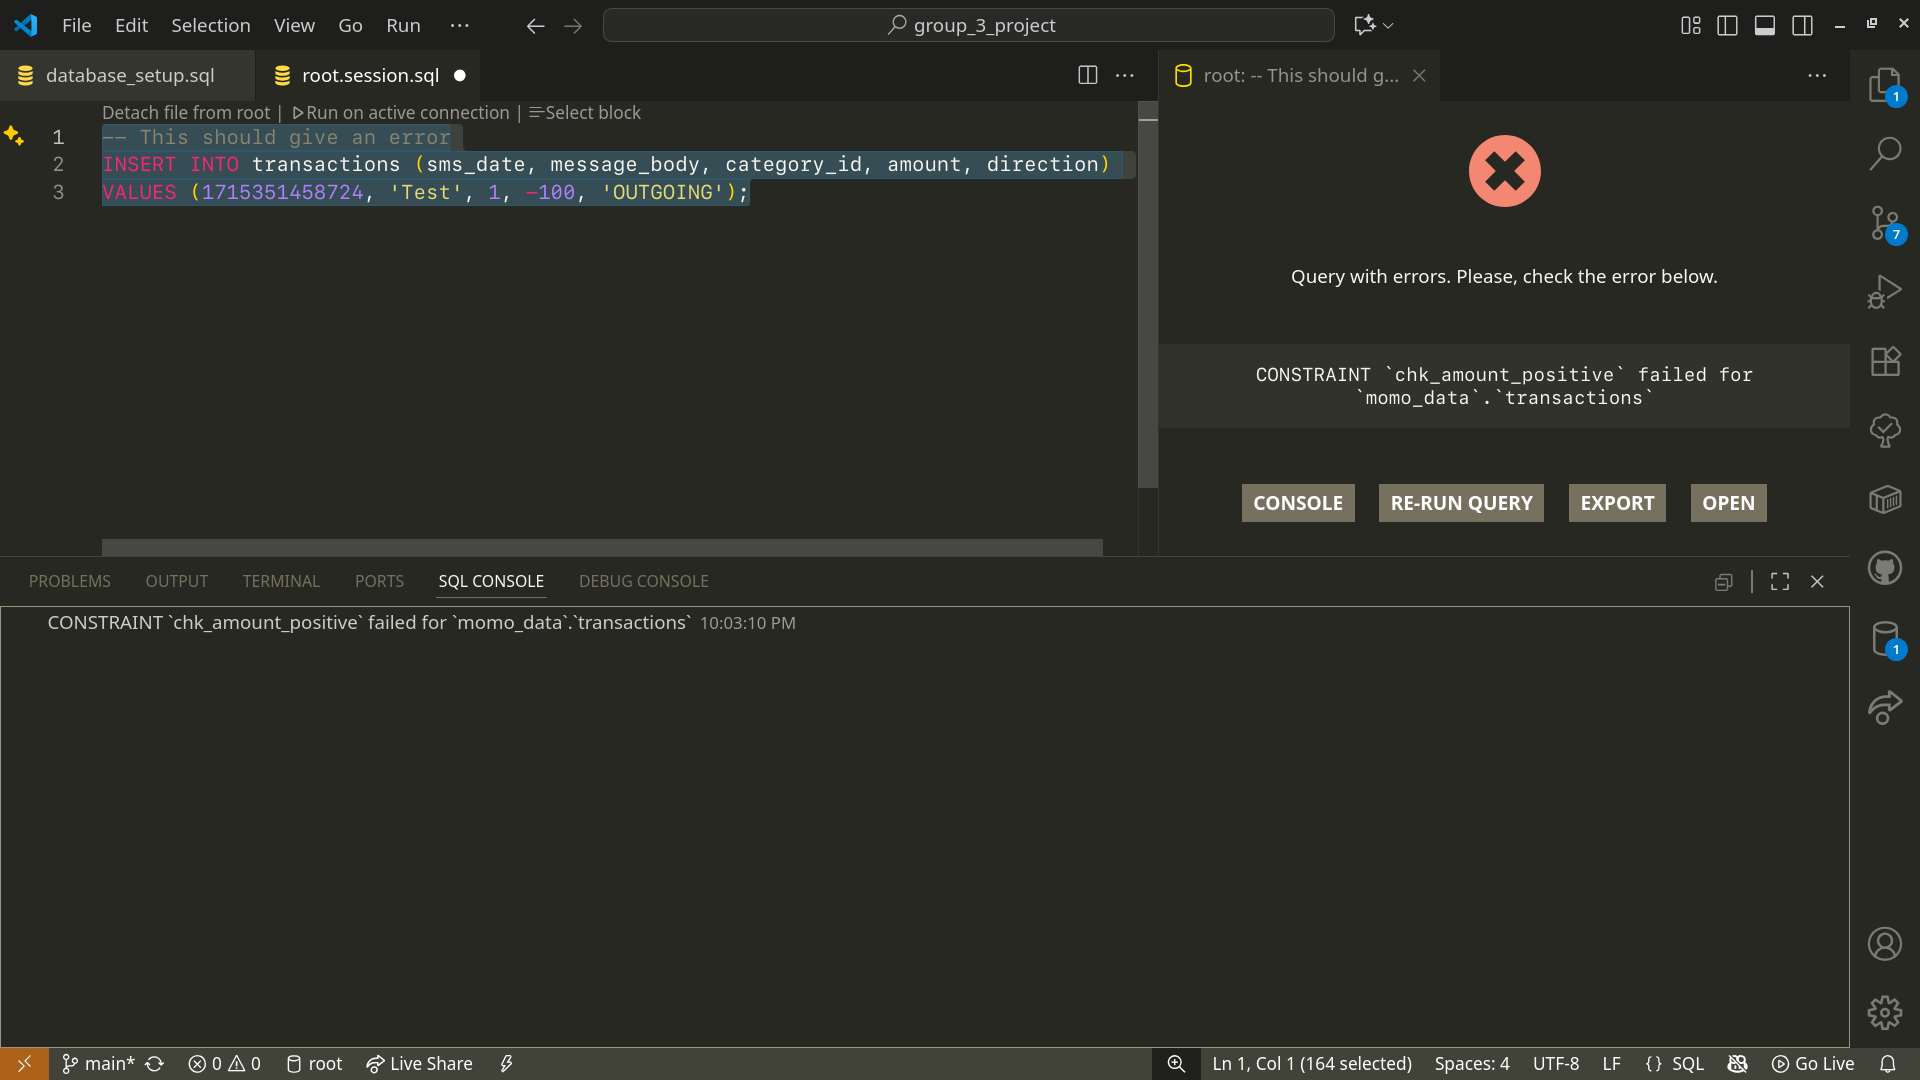 File Edit Selection View Go Run ···
group_3_project
database_setup.sql
root.session.sql
root: -- This should g...
Detach file from root | Run on active connection | Select block
1 -- This should give an error
2 INSERT INTO transactions (sms_date, message_body, category_id, amount, direction)
3 VALUES (1715351458724, 'Test', 1, -100, 'OUTGOING');
Query with errors. Please, check the error below.
CONSTRAINT `chk_amount_positive` failed for
`momo_data`.`transactions`
CONSOLE RE-RUN QUERY EXPORT OPEN
1
7
1
PROBLEMS OUTPUT TERMINAL PORTS SQL CONSOLE DEBUG CONSOLE
CONSTRAINT `chk_amount_positive` failed for `momo_data`.`transactions` 10:03:10 PM
main* 0 0 root Live Share Ln 1, Col 1 (164 selected) Spaces: 4 UTF-8 LF {} SQL Go Live